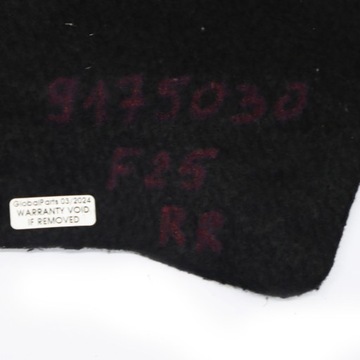 9175030
F25
RR
GlobalParts 03/2024
WARRANTY VOID
IF REMOVED